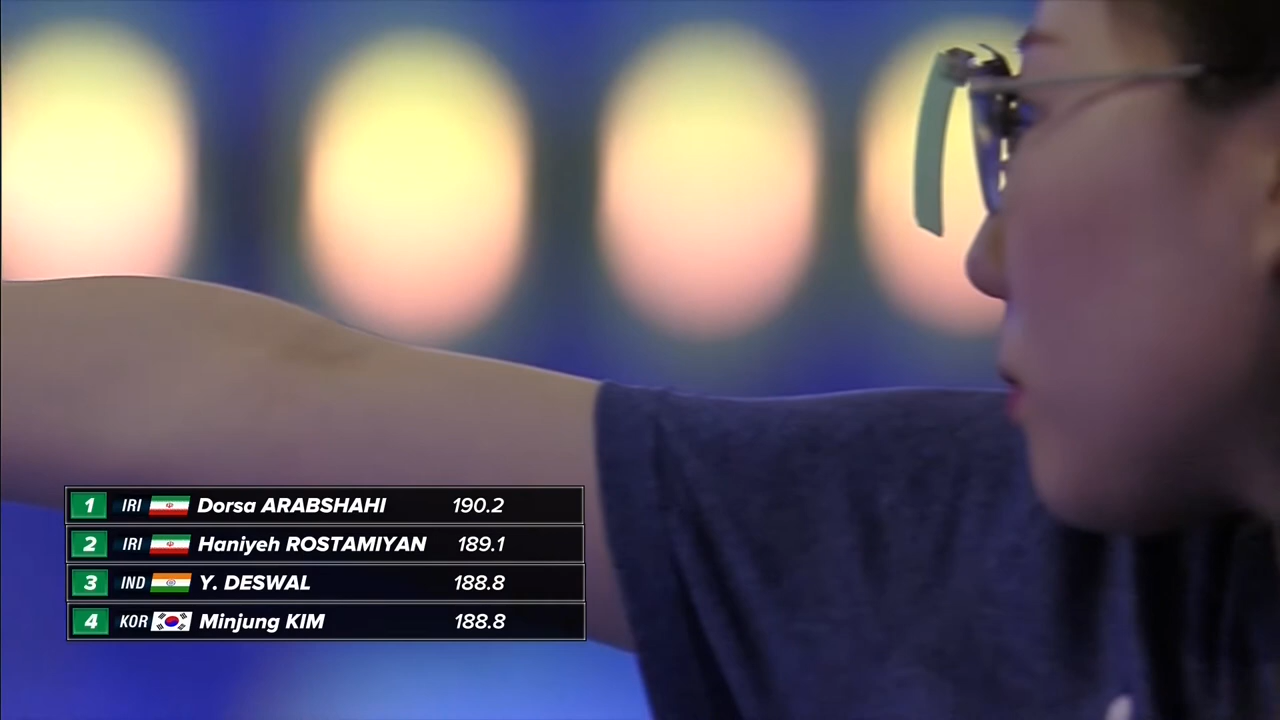 1 IRI Dorsa ARABSHAHI 190.2
2 IRI Haniyeh ROSTAMIYAN 189.1
3 IND Y. DESWAL 188.8
4 KOR Minjung KIM 188.8